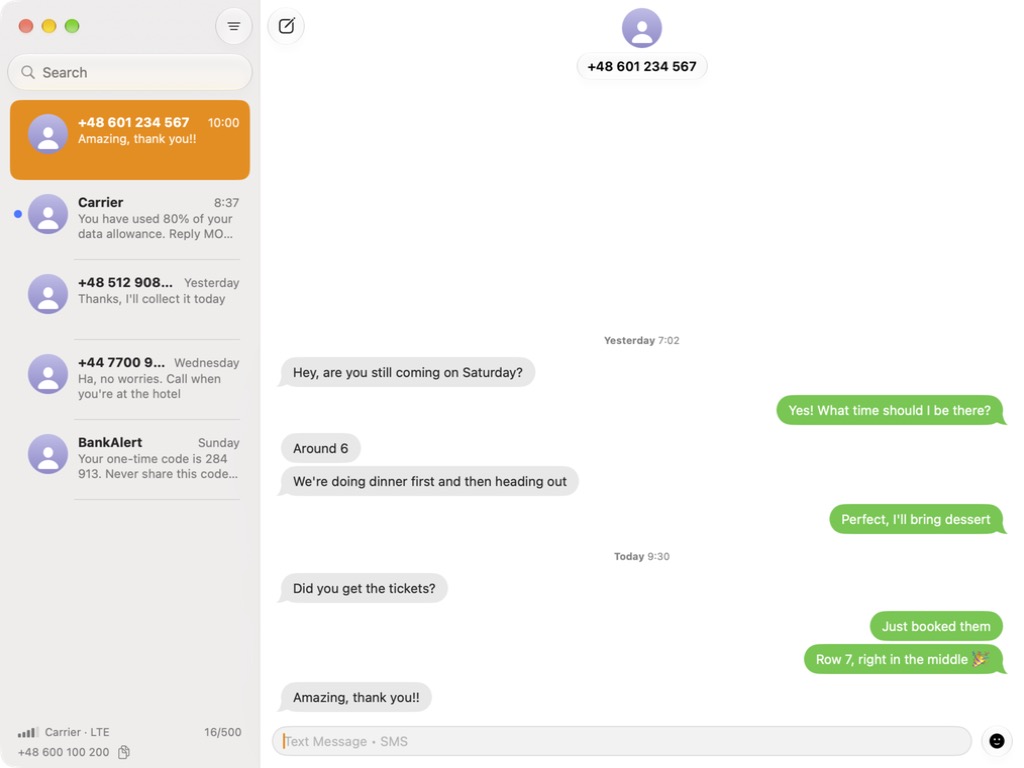 Search
+48 601 234 567
10:00
Amazing, thank you!!
Carrier
8:37
You have used 80% of your
data allowance. Reply MO...
+48 512 908...
Yesterday
Thanks, I'll collect it today
+44 7700 9...
Wednesday
Ha, no worries. Call when
you're at the hotel
BankAlert
Sunday
Your one-time code is 284
913. Never share this code...
Carrier · LTE
16/500
+48 600 100 200
+48 601 234 567
Yesterday 7:02
Hey, are you still coming on Saturday?
Yes! What time should I be there?
Around 6
We're doing dinner first and then heading out
Perfect, I'll bring dessert
Today 9:30
Did you get the tickets?
Just booked them
Row 7, right in the middle 🎉
Amazing, thank you!!
Text Message • SMS